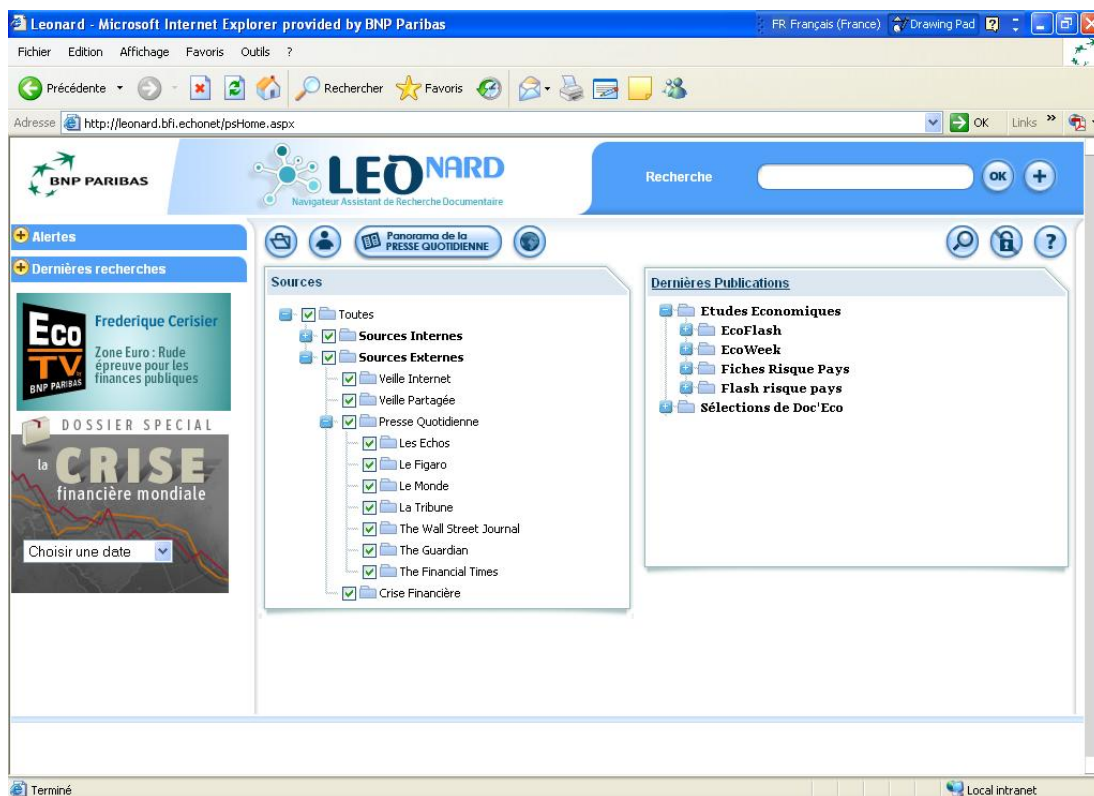 Leonard - Microsoft Internet Explorer provided by BNP Paribas
FR Français (France)
Drawing Pad
Fichier Edition Affichage Favoris Outils ?
Précédente
Rechercher
Favoris
Adresse
http://leonard.bfi.echonet/psHome.aspx
OK
Links »
BNP PARIBAS
LEONARD
Navigateur Assistant de Recherche Documentaire
Recherche
OK
+
Alertes
Dernières recherches
Panorama de la
PRESSE QUOTIDIENNE
?
Eco
TV
BNP PARIBAS
Frederique Cerisier
Zone Euro : Rude
épreuve pour les
finances publiques
DOSSIER SPECIAL
la CRISE
financière mondiale
Choisir une date
Sources
Toutes
Sources Internes
Sources Externes
Veille Internet
Veille Partagée
Presse Quotidienne
Les Echos
Le Figaro
Le Monde
La Tribune
The Wall Street Journal
The Guardian
The Financial Times
Crise Financière
Dernières Publications
Etudes Economiques
EcoFlash
EcoWeek
Fiches Risque Pays
Flash risque pays
Sélections de Doc'Eco
Terminé
Local intranet